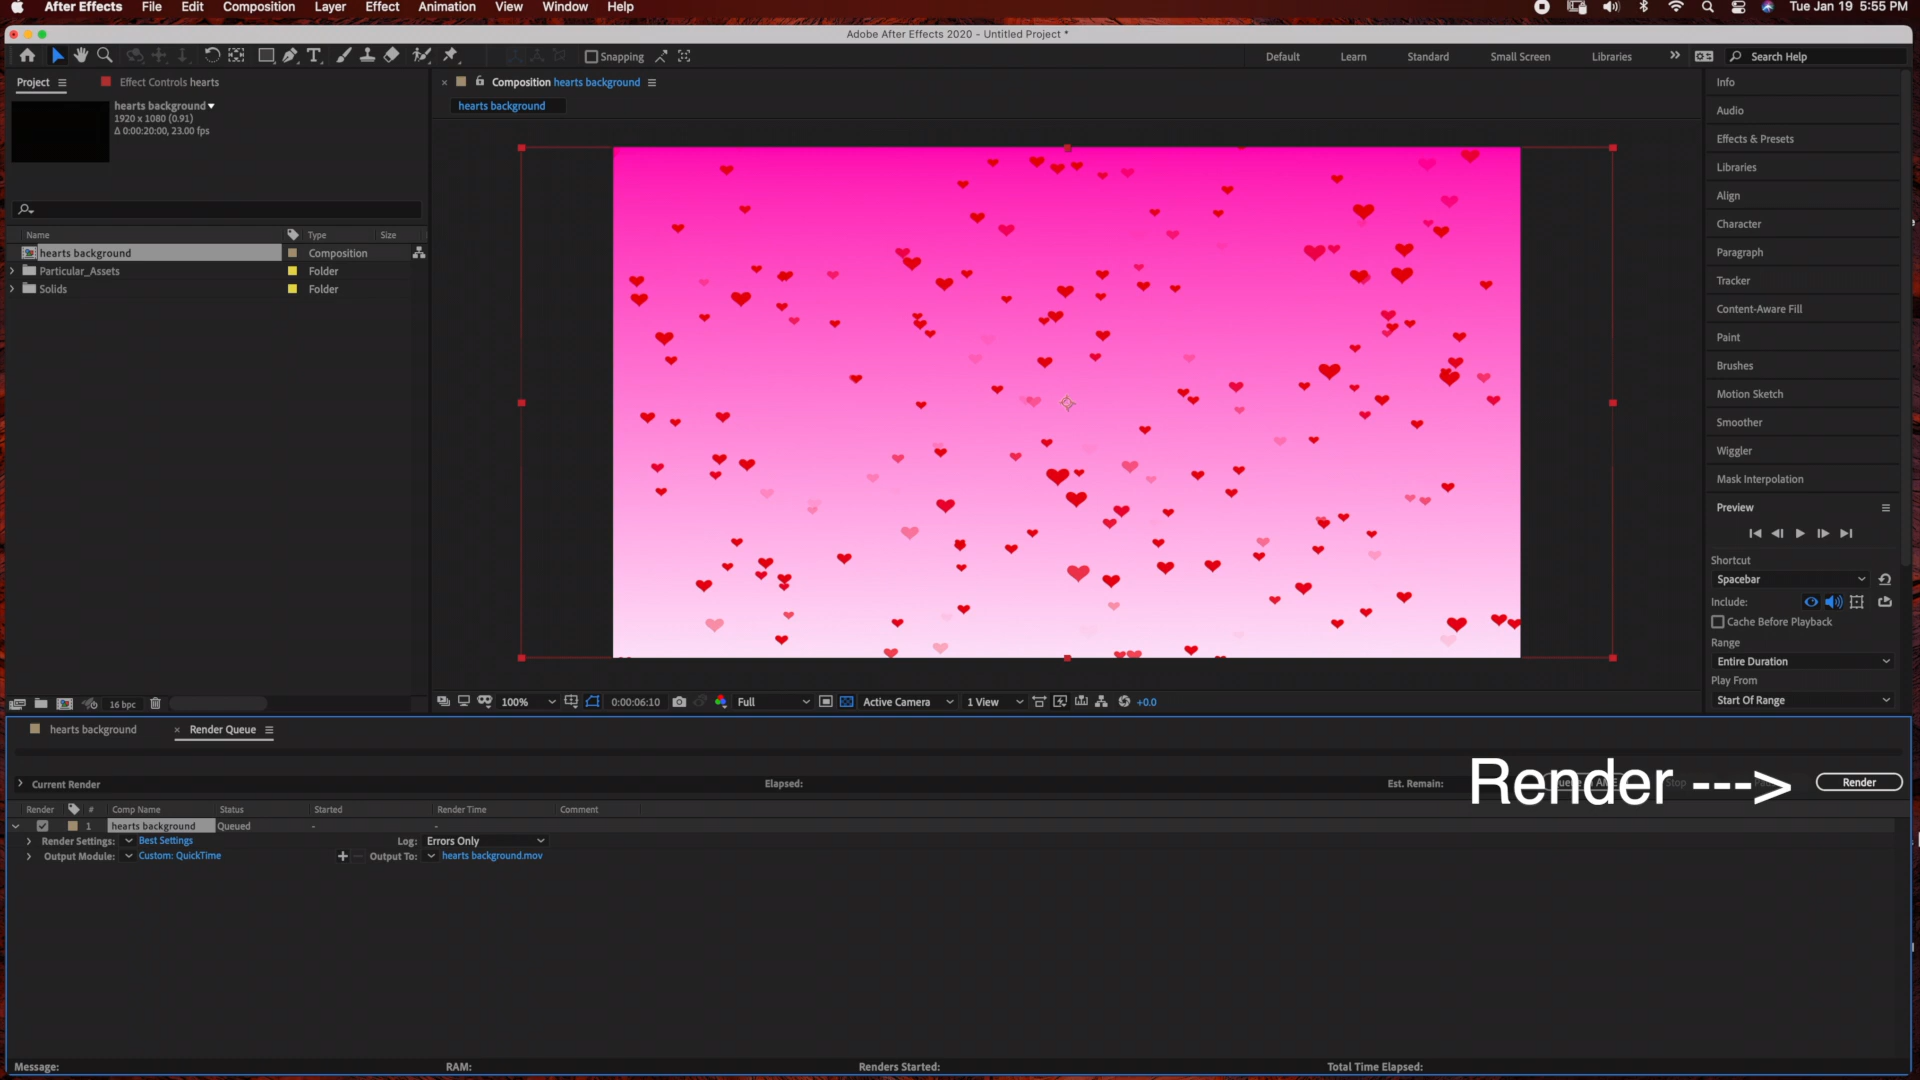 After Effects File Edit Composition Layer Effect Animation View Window Help Tue Jan 19 5:55 PM
Adobe After Effects 2020 - Untitled Project *
Snapping Default Learn Standard Small Screen Libraries Search Help
Project Effect Controls hearts
hearts background
1920 x 1080 (0.91)
Δ 0:00:20:00, 23.00 fps
Name Type Size
hearts background Composition
Particular_Assets Folder
Solids Folder
16 bpc
Composition hearts background
hearts background
100% 0:00:06:10 Full Active Camera 1 View +0.0
Info
Audio
Effects & Presets
Libraries
Align
Character
Paragraph
Tracker
Content-Aware Fill
Paint
Brushes
Motion Sketch
Smoother
Wiggler
Mask Interpolation
Preview
Shortcut
Spacebar
Include:
Cache Before Playback
Range
Entire Duration
Play From
Start Of Range
hearts background Render Queue
Current Render Elapsed: Est. Remain: Stop Render
Render --->
Render # Comp Name Status Started Render Time Comment
1 hearts background Queued - -
Render Settings: Best Settings Log: Errors Only
Output Module: Custom: QuickTime Output To: hearts background.mov
Message: RAM: Renders Started: Total Time Elapsed: